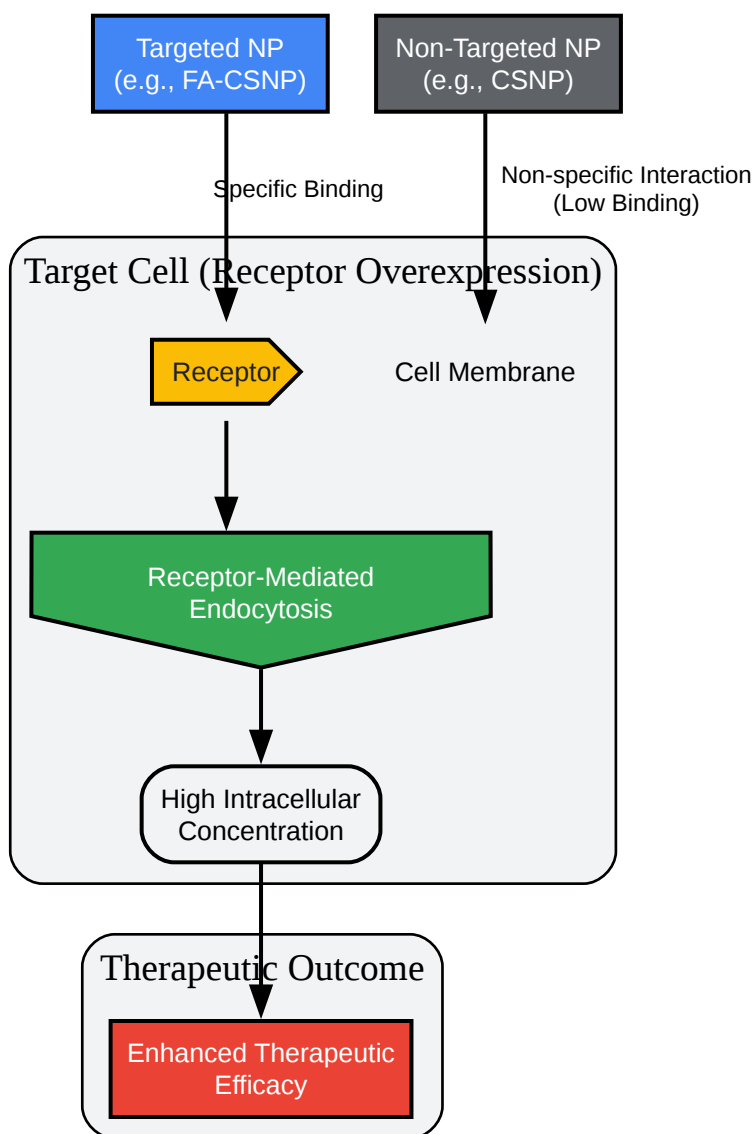 Targeted NP
(e.g., FA-CSNP)
Non-Targeted NP
(e.g., CSNP)
Specific Binding
Non-specific Interaction
(Low Binding)
Target Cell (Receptor Overexpression)
Receptor
Cell Membrane
Receptor-Mediated
Endocytosis
High Intracellular
Concentration
Therapeutic Outcome
Enhanced Therapeutic
Efficacy